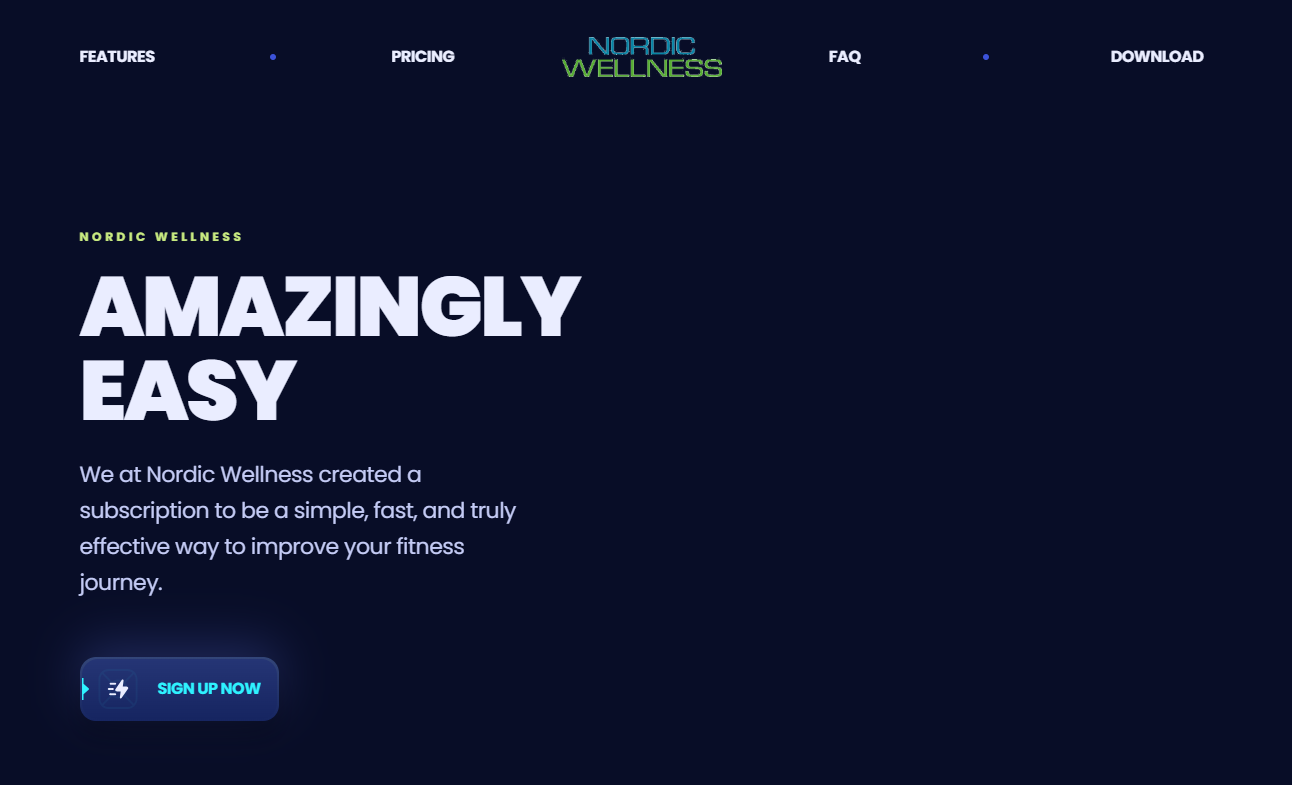 FEATURES
PRICING
NORDIC
WELLNESS
FAQ
DOWNLOAD
NORDIC WELLNESS
AMAZINGLY
EASY
We at Nordic Wellness created a
subscription to be a simple, fast, and truly
effective way to improve your fitness
journey.
SIGN UP NOW